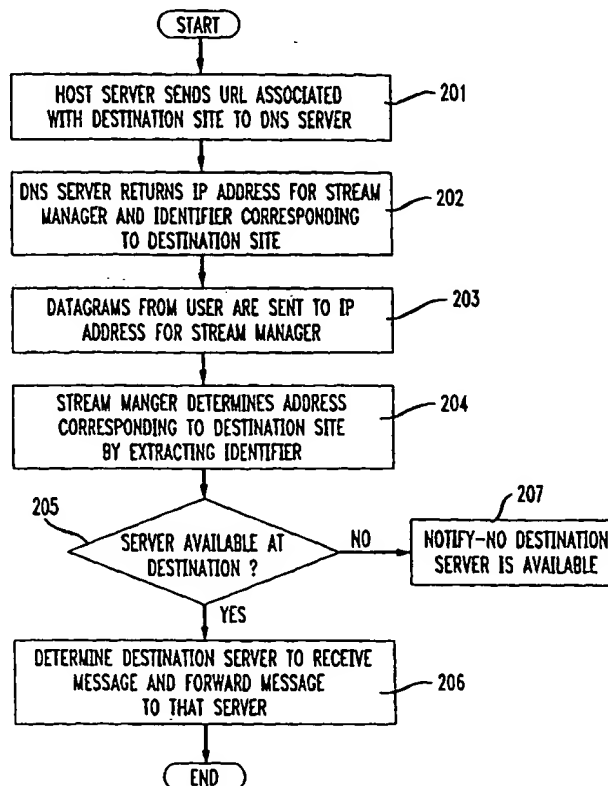 START
HOST SERVER SENDS URL ASSOCIATED
WITH DESTINATION SITE TO DNS SERVER
201
DNS SERVER RETURNS IP ADDRESS FOR STREAM
MANAGER AND IDENTIFIER CORRESPONDING
TO DESTINATION SITE
202
DATAGRAMS FROM USER ARE SENT TO IP
ADDRESS FOR STREAM MANAGER
203
STREAM MANGER DETERMINES ADDRESS
CORRESPONDING TO DESTINATION SITE
BY EXTRACTING IDENTIFIER
204
205
SERVER AVAILABLE AT
DESTINATION ?
NO
207
NOTIFY-NO DESTINATION
SERVER IS AVAILABLE
YES
DETERMINE DESTINATION SERVER TO RECEIVE
MESSAGE AND FORWARD MESSAGE
TO THAT SERVER
206
END